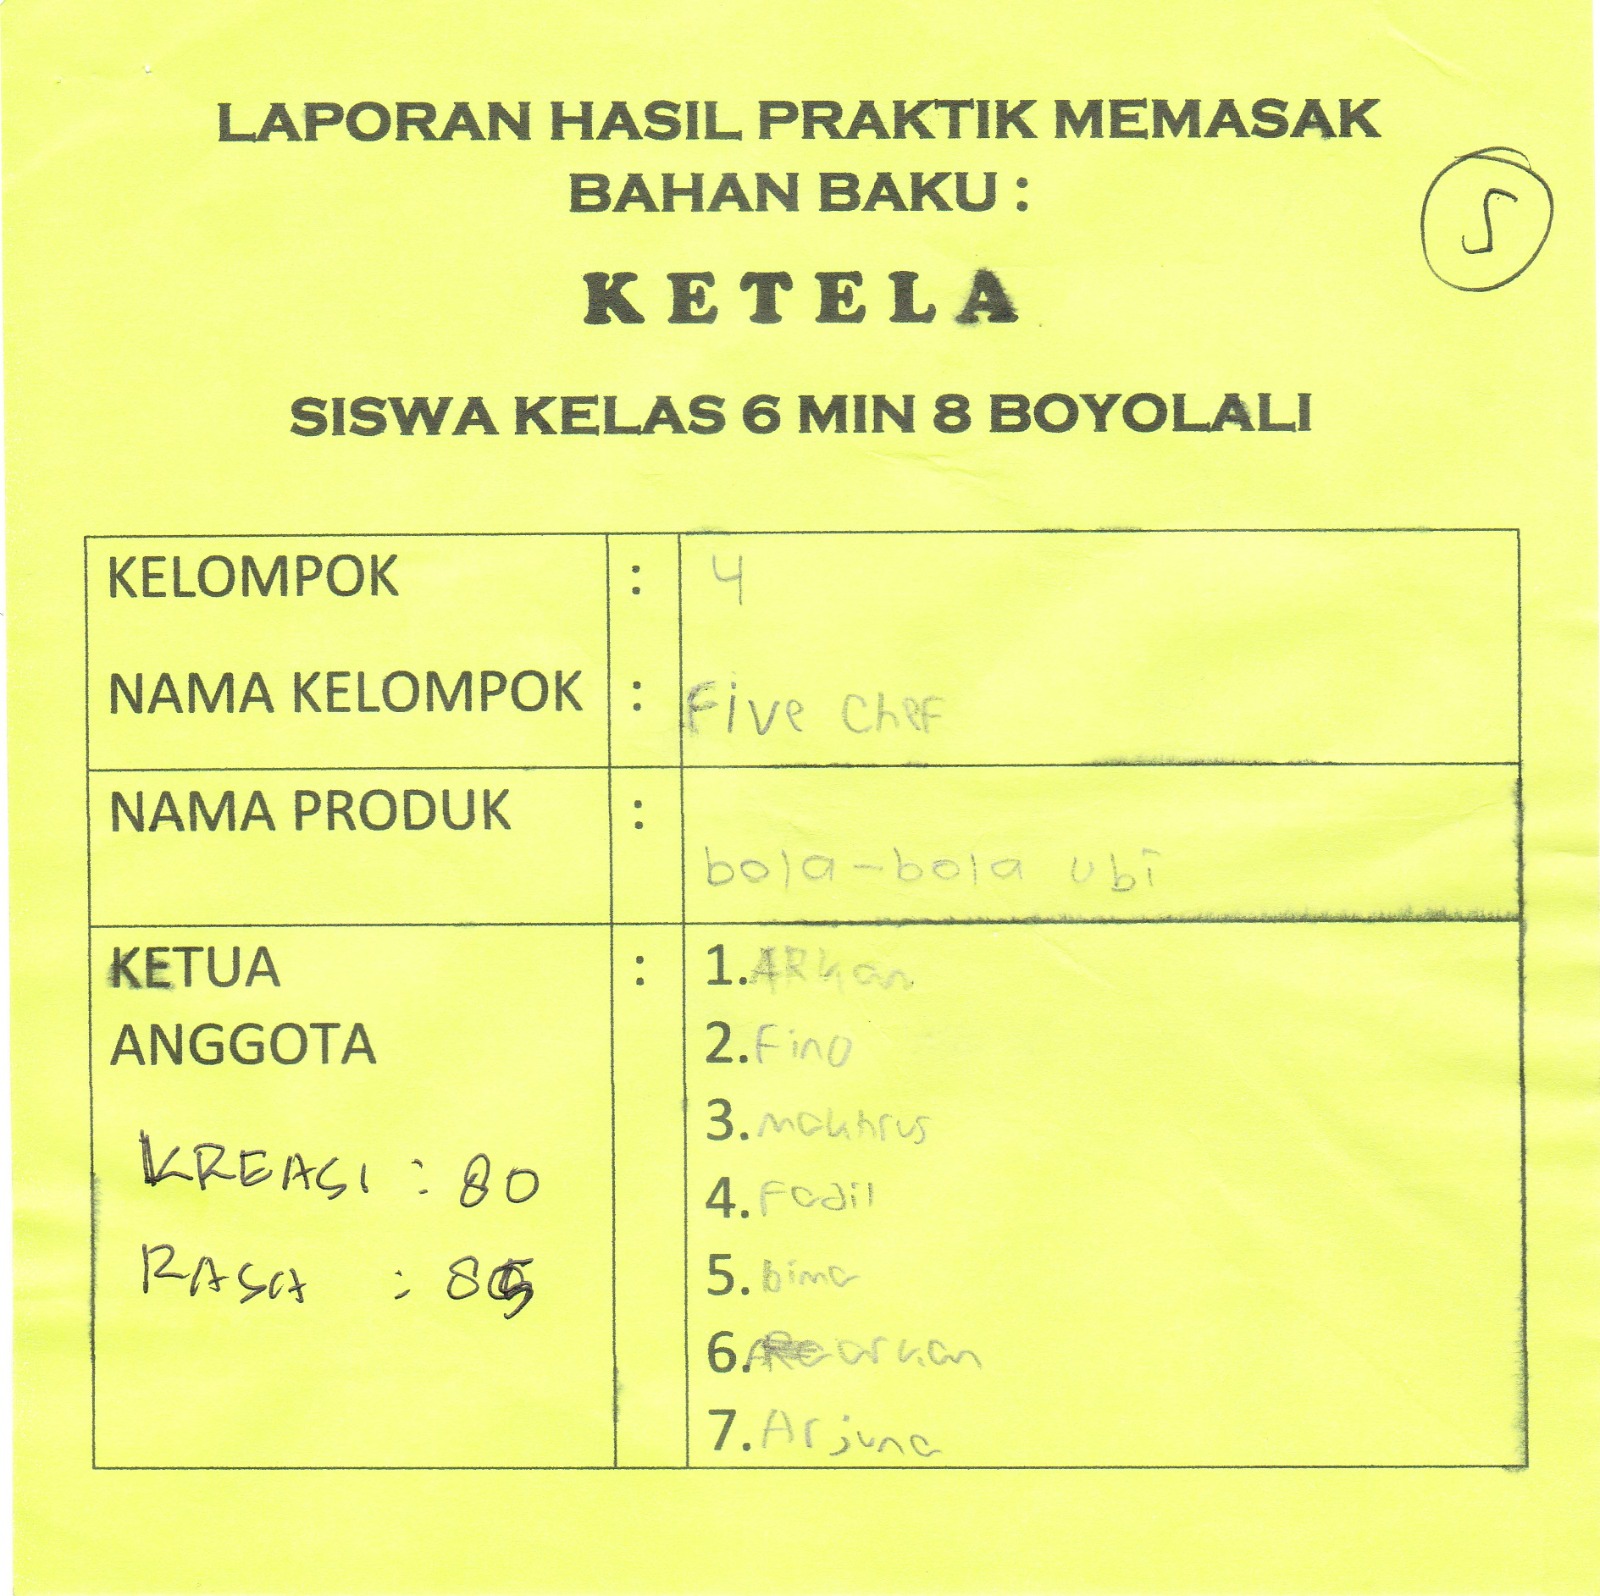 LAPORAN HASIL PRAKTIK MEMASAK
BAHAN BAKU :
5
KETELA
SISWA KELAS 6 MIN 8 BOYOLALI
KELOMPOK : 4
NAMA KELOMPOK : Five Chef
NAMA PRODUK :
bola-bola ubi
KETUA : 1. ARkan
ANGGOTA 2. Fino
3. makhrus
4. Fadil
KREASI : 80
5. bima
RASA : 85
6. arkan
7. Arjuna